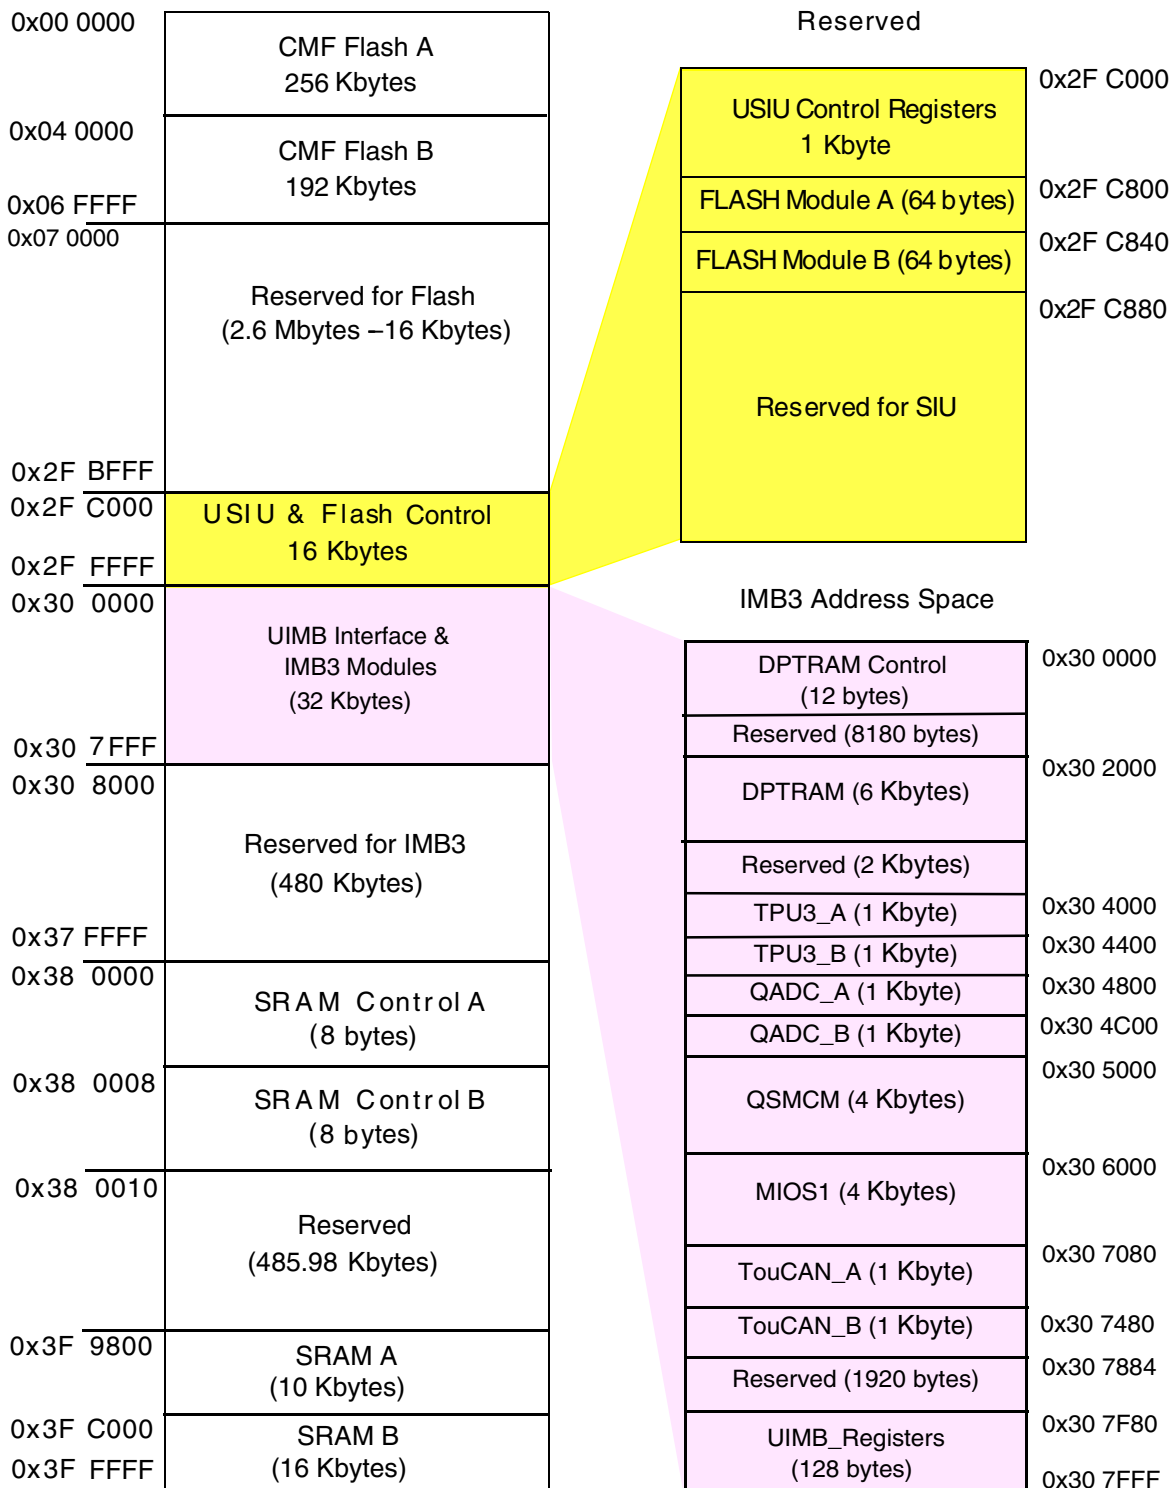 0x00 0000
CMF Flash A
256 Kbytes
0x04 0000
CMF Flash B
192 Kbytes
0x06 FFFF
0x07 0000
Reserved for Flash
(2.6 Mbytes –16 Kbytes)
0x2F BFFF
0x2F C000
USIU & Flash Control
16 Kbytes
0x2F FFFF
0x30 0000
UIMB Interface &
IMB3 Modules
(32 Kbytes)
0x30 7FFF
0x30 8000
Reserved for IMB3
(480 Kbytes)
0x37 FFFF
0x38 0000
SRAM Control A
(8 bytes)
0x38 0008
SRAM Control B
(8 bytes)
0x38 0010
Reserved
(485.98 Kbytes)
0x3F 9800
SRAM A
(10 Kbytes)
0x3F C000
SRAM B
(16 Kbytes)
0x3F FFFF
Reserved
0x2F C000
USIU Control Registers
1 Kbyte
FLASH Module A (64 bytes)
0x2F C800
FLASH Module B (64 bytes)
0x2F C840
0x2F C880
Reserved for SIU
IMB3 Address Space
DPTRAM Control
(12 bytes)
0x30 0000
Reserved (8180 bytes)
DPTRAM (6 Kbytes)
0x30 2000
Reserved (2 Kbytes)
TPU3_A (1 Kbyte)
0x30 4000
TPU3_B (1 Kbyte)
0x30 4400
QADC_A (1 Kbyte)
0x30 4800
QADC_B (1 Kbyte)
0x30 4C00
QSMCM (4 Kbytes)
0x30 5000
MIOS1 (4 Kbytes)
0x30 6000
TouCAN_A (1 Kbyte)
0x30 7080
TouCAN_B (1 Kbyte)
0x30 7480
Reserved (1920 bytes)
0x30 7884
UIMB_Registers
(128 bytes)
0x30 7F80
0x30 7FFF